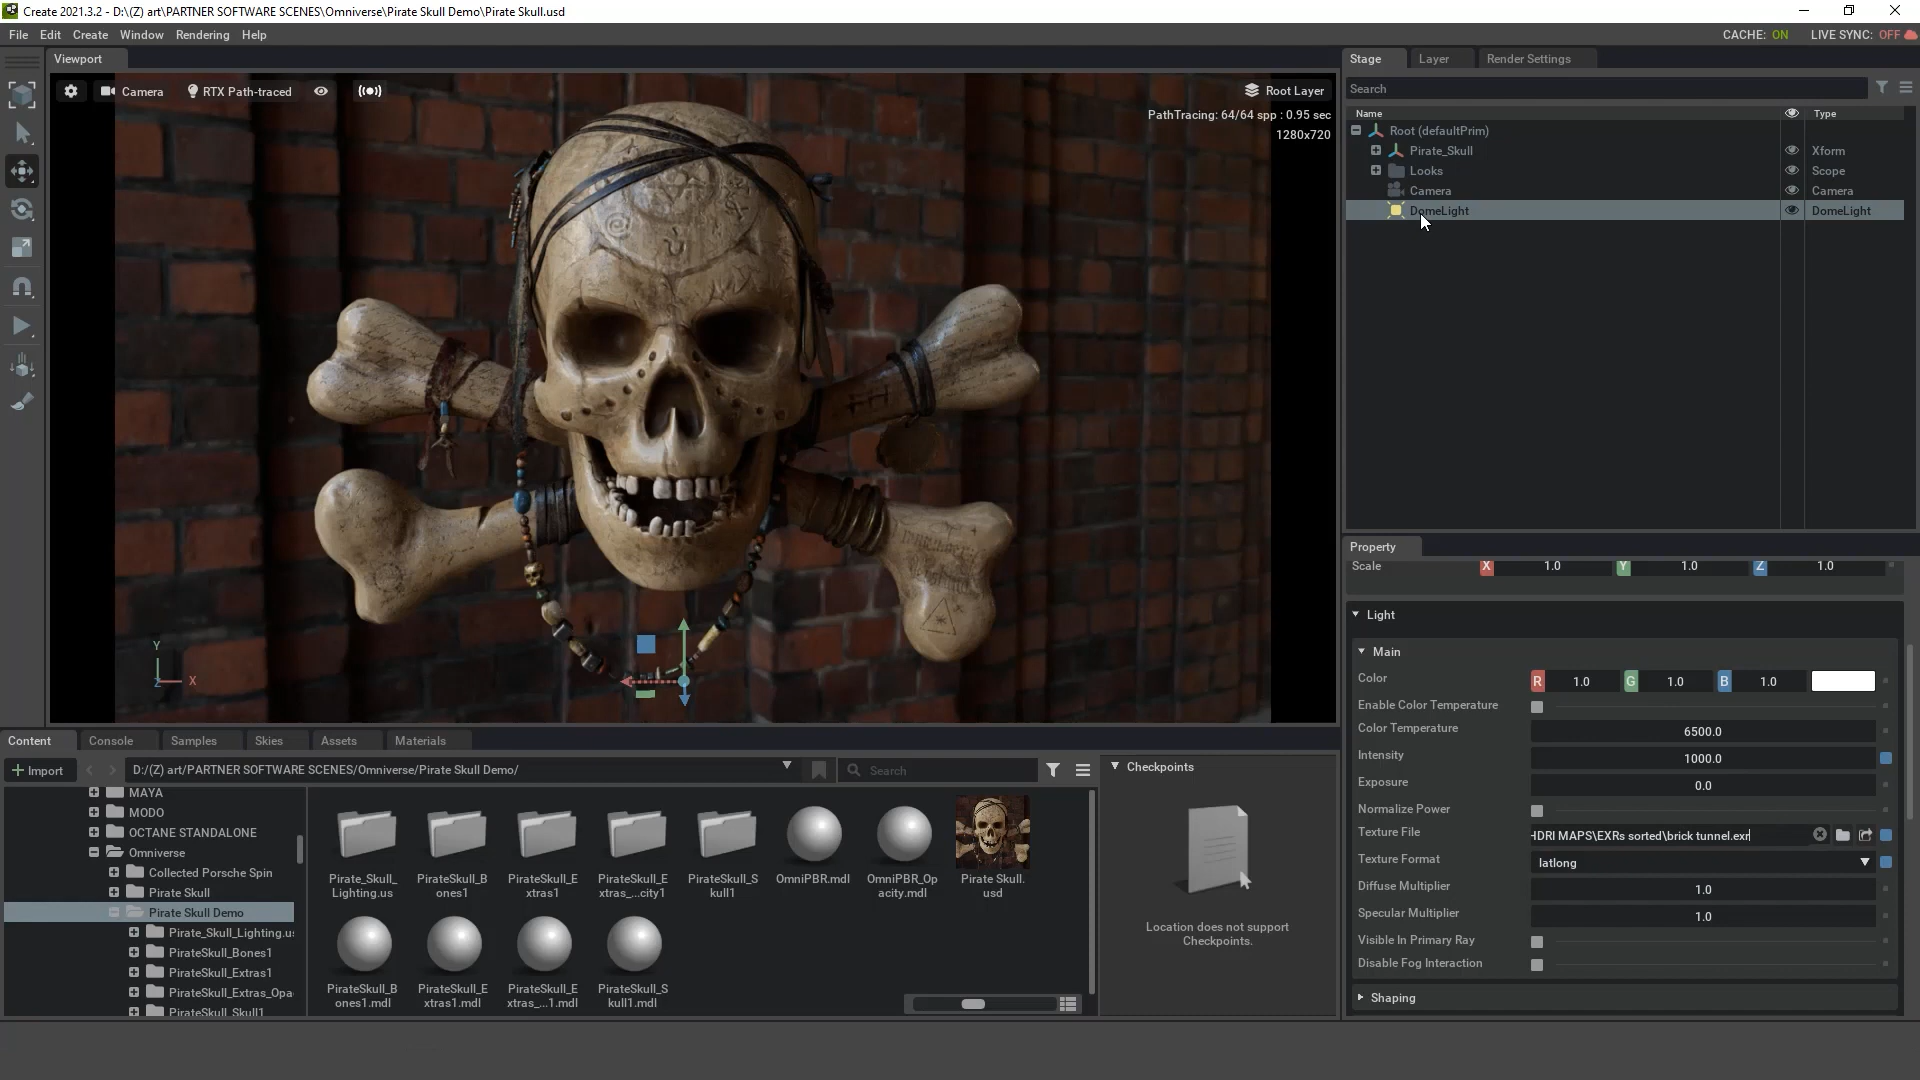 Create 2021.3.2 - D:\(Z) art\PARTNER SOFTWARE SCENES\Omniverse\Pirate Skull Demo\Pirate Skull.usd
File Edit Create Window Rendering Help
CACHE: ON LIVE SYNC: OFF
Viewport
Camera RTX Path-traced
Root Layer
PathTracing: 64/64 spp : 0.95 sec
1280x720
Y
Z X
Stage Layer Render Settings
Search
Name Type
Root (defaultPrim)
Pirate_Skull Xform
Looks Scope
Camera Camera
DomeLight DomeLight
Property
Scale X 1.0 Y 1.0 Z 1.0
Light
Main
Color R 1.0 G 1.0 B 1.0
Enable Color Temperature
Color Temperature 6500.0
Intensity 1000.0
Exposure 0.0
Normalize Power
Texture File HDRI MAPS\EXRs sorted\brick tunnel.exr
Texture Format latlong
Diffuse Multiplier 1.0
Specular Multiplier 1.0
Visible In Primary Ray
Disable Fog Interaction
Shaping
Content Console Samples Skies Assets Materials
Import D:/(Z) art/PARTNER SOFTWARE SCENES/Omniverse/Pirate Skull Demo/ Search
MAYA
MODO
OCTANE STANDALONE
Omniverse
Collected Porsche Spin
Pirate Skull
Pirate Skull Demo
Pirate_Skull_Lighting.u
PirateSkull_Bones1
PirateSkull_Extras1
PirateSkull_Extras_Opa
PirateSkull_Skull1
Pirate_Skull_
Lighting.us
PirateSkull_B
ones1
PirateSkull_E
xtras1
PirateSkull_E
xtras_...city1
PirateSkull_S
kull1
OmniPBR.mdl
OmniPBR_Op
acity.mdl
Pirate Skull.
usd
PirateSkull_B
ones1.mdl
PirateSkull_E
xtras1.mdl
PirateSkull_E
xtras_...1.mdl
PirateSkull_S
kull1.mdl
Checkpoints
Location does not support
Checkpoints.